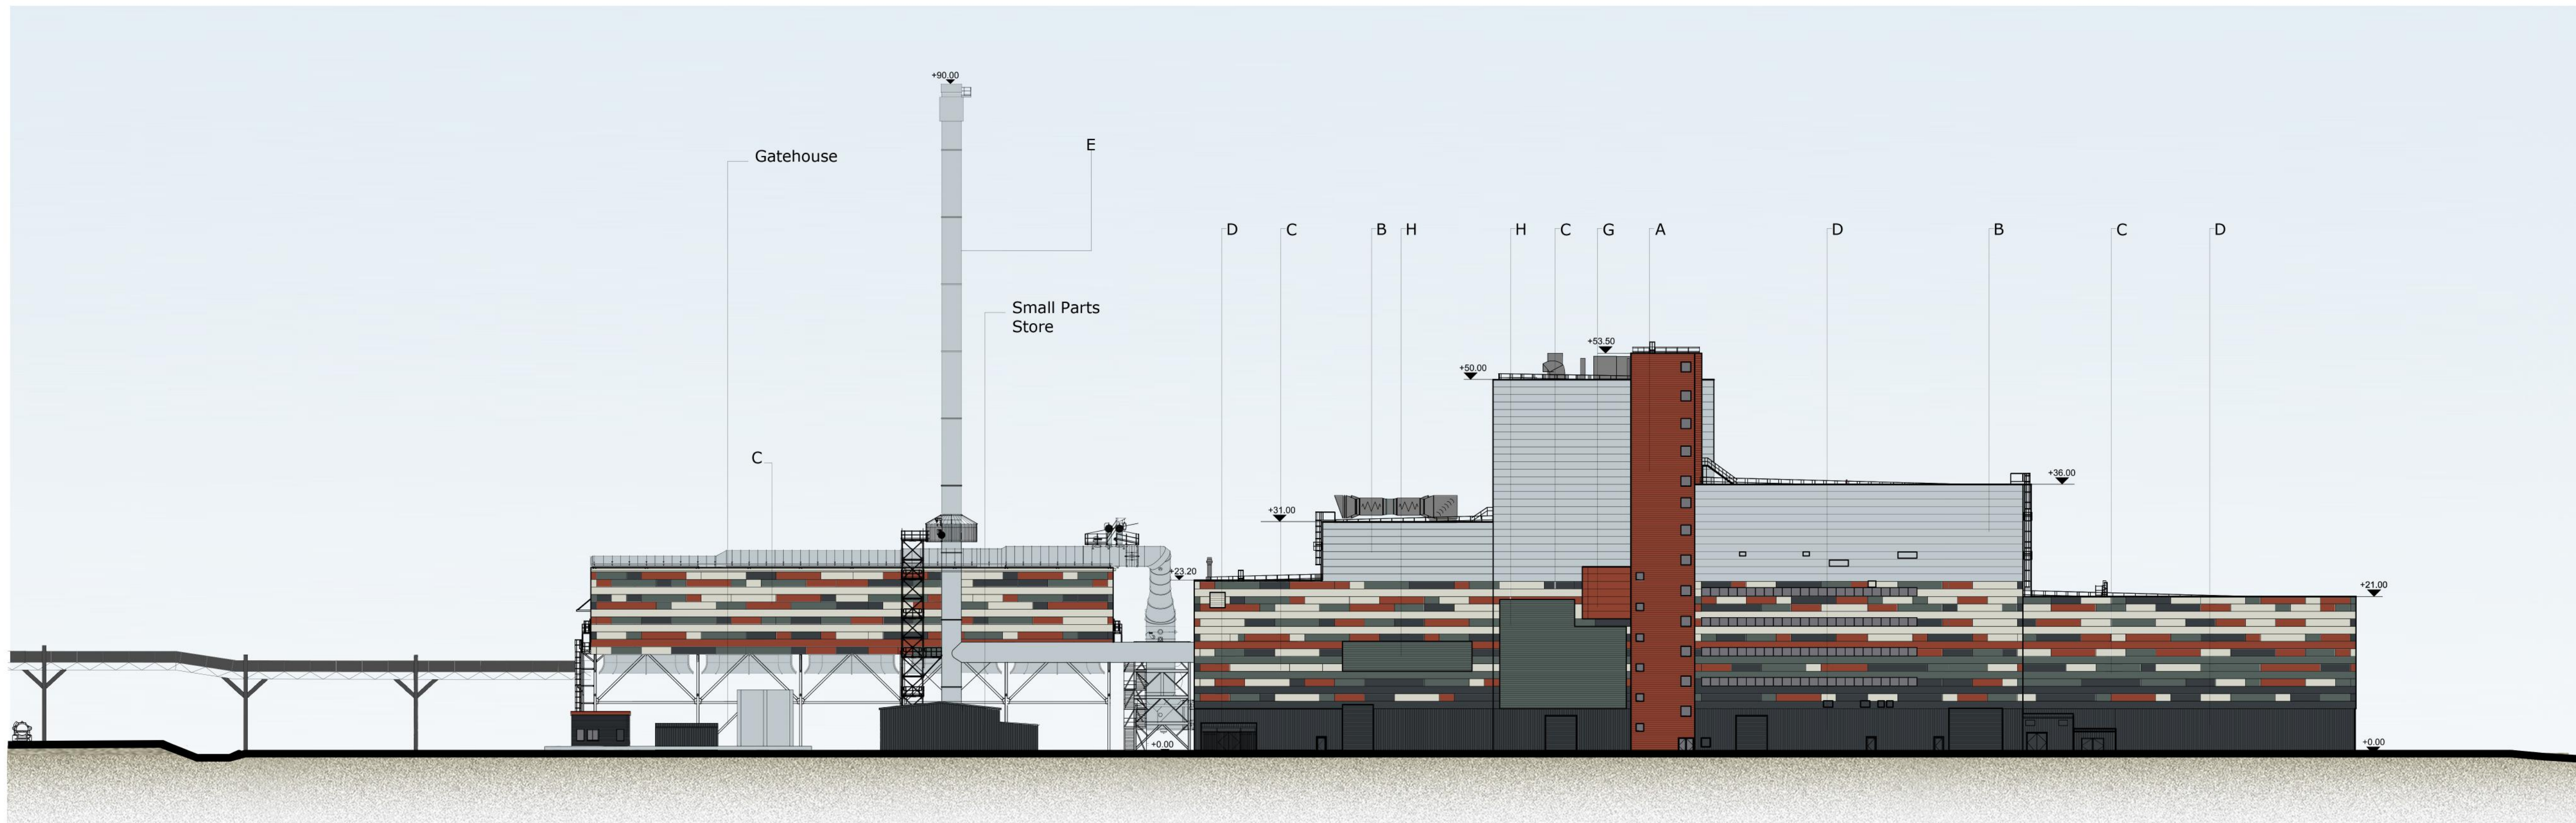 +90.00
E
Gatehouse
D C B H H C G A D B C D
Small Parts
Store
+53.50
+50.00
C
+36.00
+31.00
+23.20
+21.00
+0.00
+0.00